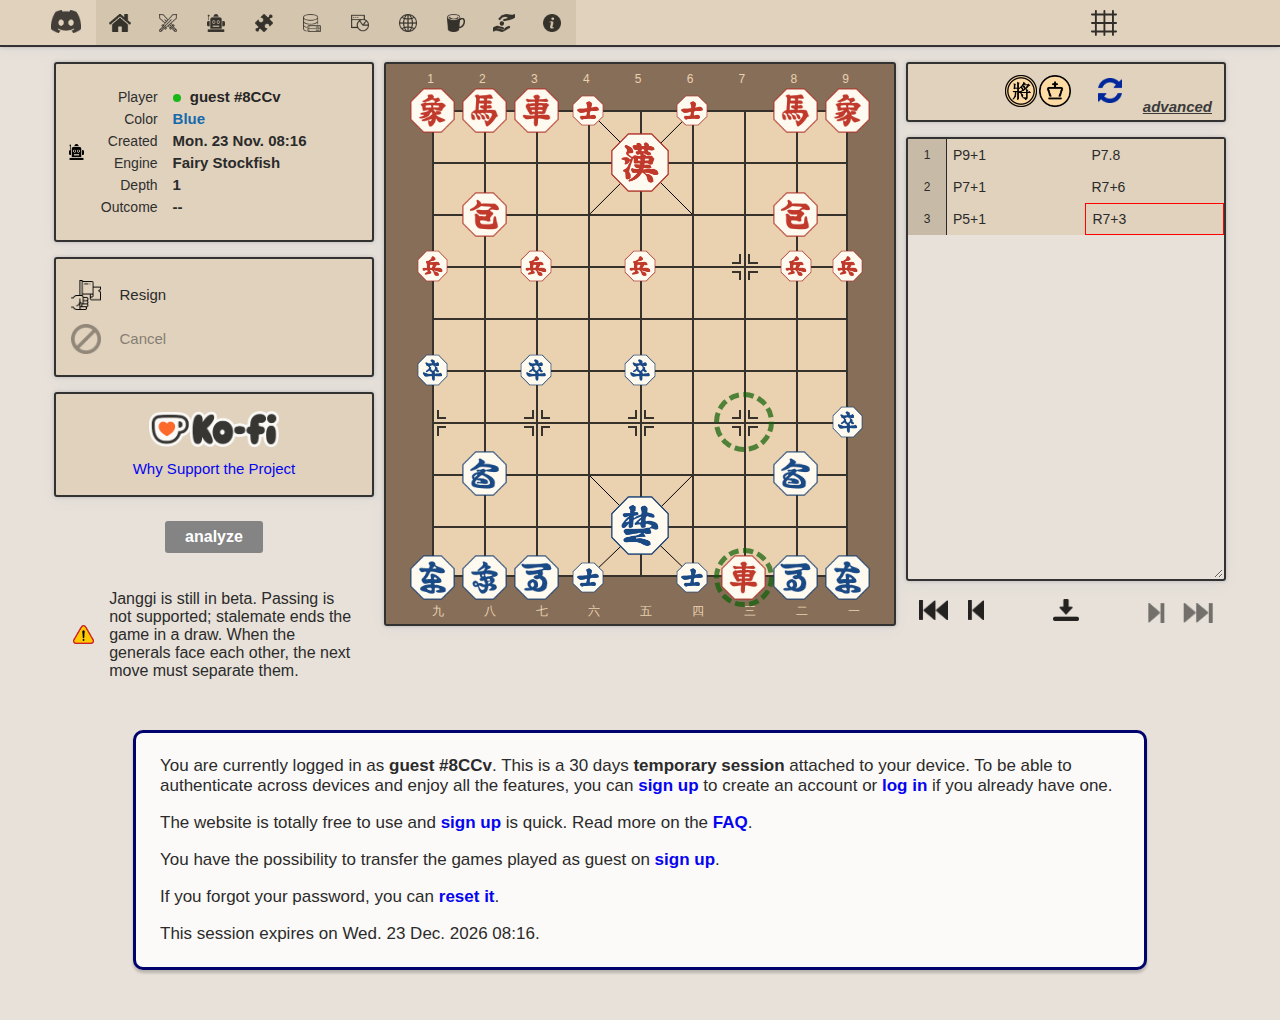 Player guest #8CCv
Color Blue
Created Mon. 23 Nov. 08:16
Engine Fairy Stockfish
Depth 1
Outcome --
Resign
Cancel
Ko-fi
Why Support the Project
analyze
Janggi is still in beta. Passing is
not supported; stalemate ends the
game in a draw. When the
generals face each other, the next
move must separate them.
1 2 3 4 5 6 7 8 9
象 馬 車 士 士 馬 象
漢
包 包
兵 兵 兵 兵 兵
卒 卒 卒
卒
包 包
楚
士 士 車
九 八 七 六 五 四 三 二 一
將
advanced
1 P9+1 P7.8
2 P7+1 R7+6
3 P5+1 R7+3
You are currently logged in as guest #8CCv. This is a 30 days temporary session attached to your device. To be able to
authenticate across devices and enjoy all the features, you can sign up to create an account or log in if you already have one.
The website is totally free to use and sign up is quick. Read more on the FAQ.
You have the possibility to transfer the games played as guest on sign up.
If you forgot your password, you can reset it.
This session expires on Wed. 23 Dec. 2026 08:16.